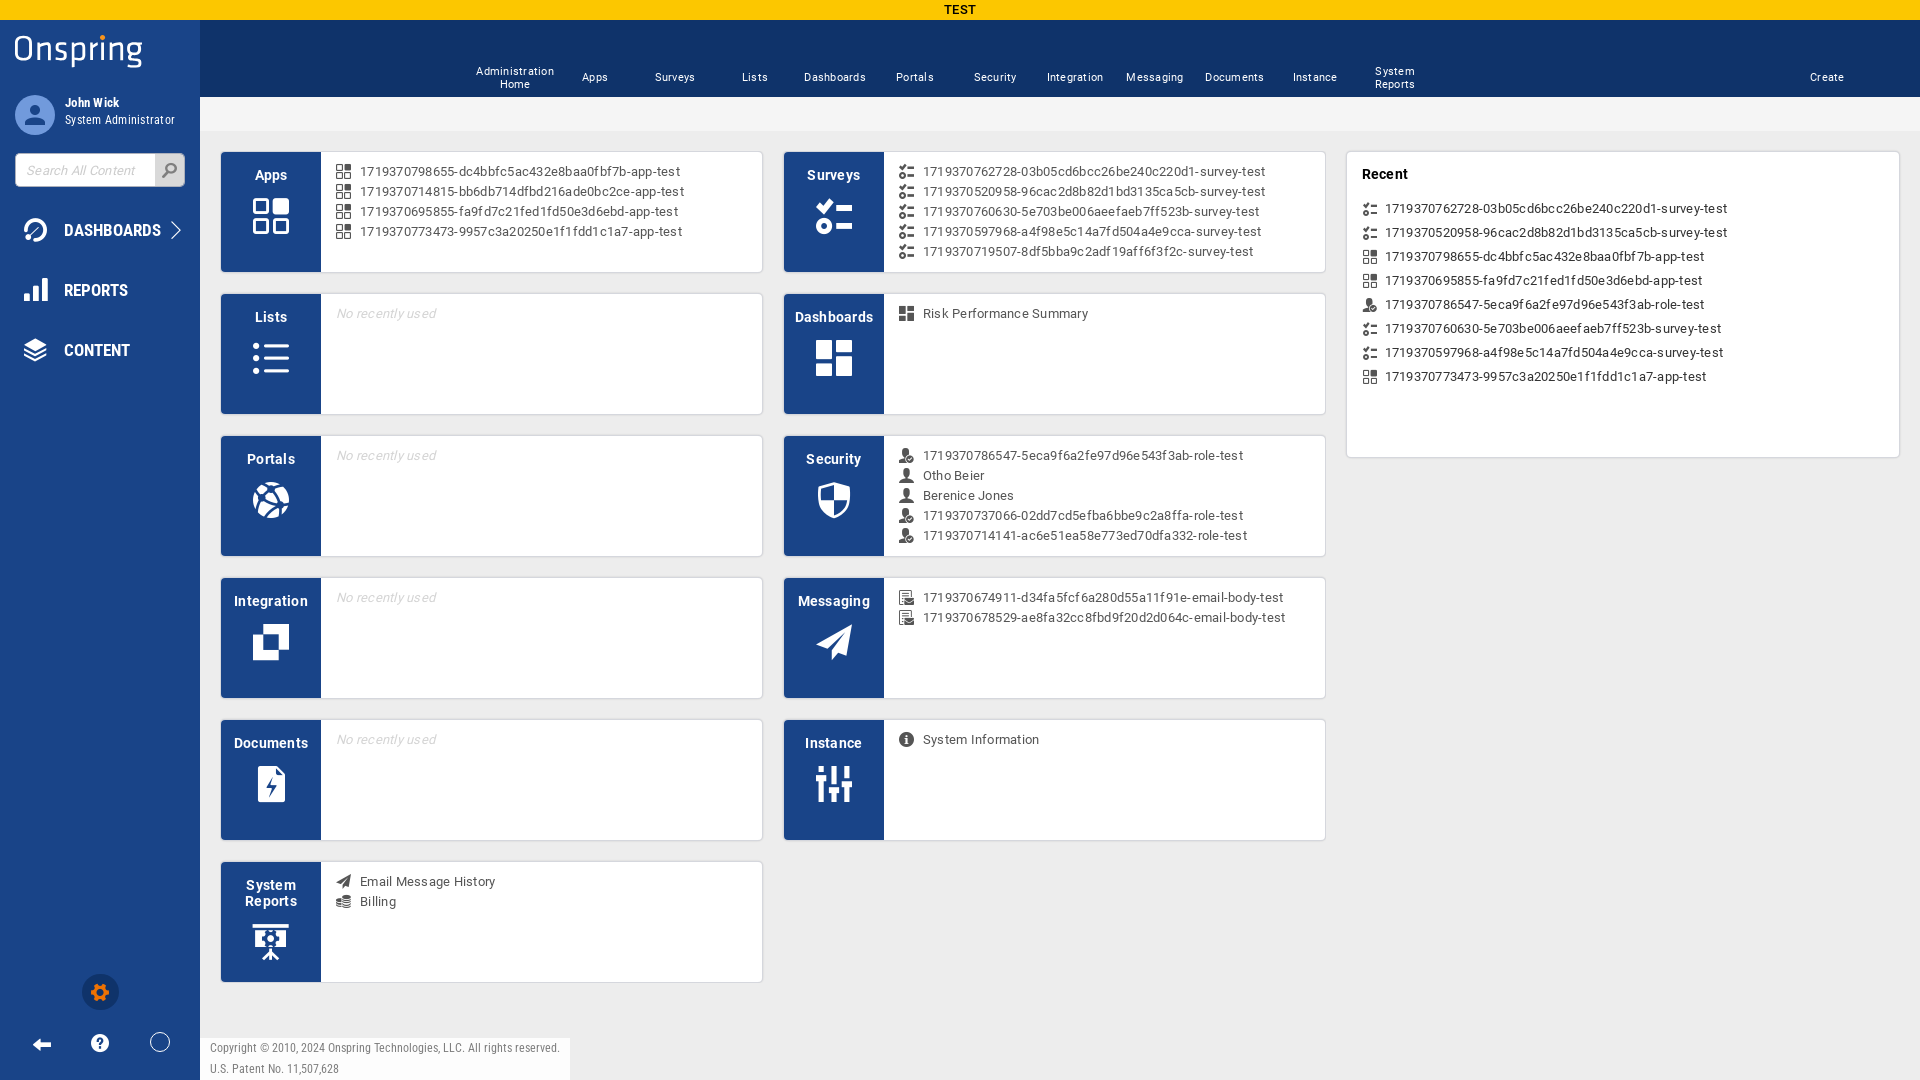 TEST
Onspring
John Wick
System Administrator
Search All Content
DASHBOARDS
REPORTS
CONTENT
Administration Home
Apps
Surveys
Lists
Dashboards
Portals
Security
Integration
Messaging
Documents
Instance
System Reports
Create
Apps
1719370798655-dc4bbfc5ac432e8baa0fbf7b-app-test
1719370714815-bb6db714dfbd216ade0bc2ce-app-test
1719370695855-fa9fd7c21fed1fd50e3d6ebd-app-test
1719370773473-9957c3a20250e1f1fdd1c1a7-app-test
Surveys
1719370762728-03b05cd6bcc26be240c220d1-survey-test
1719370520958-96cac2d8b82d1bd3135ca5cb-survey-test
1719370760630-5e703be006aeefaeb7ff523b-survey-test
1719370597968-a4f98e5c14a7fd504a4e9cca-survey-test
1719370719507-8df5bba9c2adf19aff6f3f2c-survey-test
Lists
No recently used
Dashboards
Risk Performance Summary
Portals
No recently used
Security
1719370786547-5eca9f6a2fe97d96e543f3ab-role-test
Otho Beier
Berenice Jones
1719370737066-02dd7cd5efba6bbe9c2a8ffa-role-test
1719370714141-ac6e51ea58e773ed70dfa332-role-test
Integration
No recently used
Messaging
1719370674911-d34fa5fcf6a280d55a11f91e-email-body-test
1719370678529-ae8fa32cc8fbd9f20d2d064c-email-body-test
Documents
No recently used
Instance
System Information
System
Reports
Email Message History
Billing
Recent
1719370762728-03b05cd6bcc26be240c220d1-survey-test
1719370520958-96cac2d8b82d1bd3135ca5cb-survey-test
1719370798655-dc4bbfc5ac432e8baa0fbf7b-app-test
1719370695855-fa9fd7c21fed1fd50e3d6ebd-app-test
1719370786547-5eca9f6a2fe97d96e543f3ab-role-test
1719370760630-5e703be006aeefaeb7ff523b-survey-test
1719370597968-a4f98e5c14a7fd504a4e9cca-survey-test
1719370773473-9957c3a20250e1f1fdd1c1a7-app-test
Copyright © 2010, 2024 Onspring Technologies, LLC. All rights reserved.
U.S. Patent No. 11,507,628